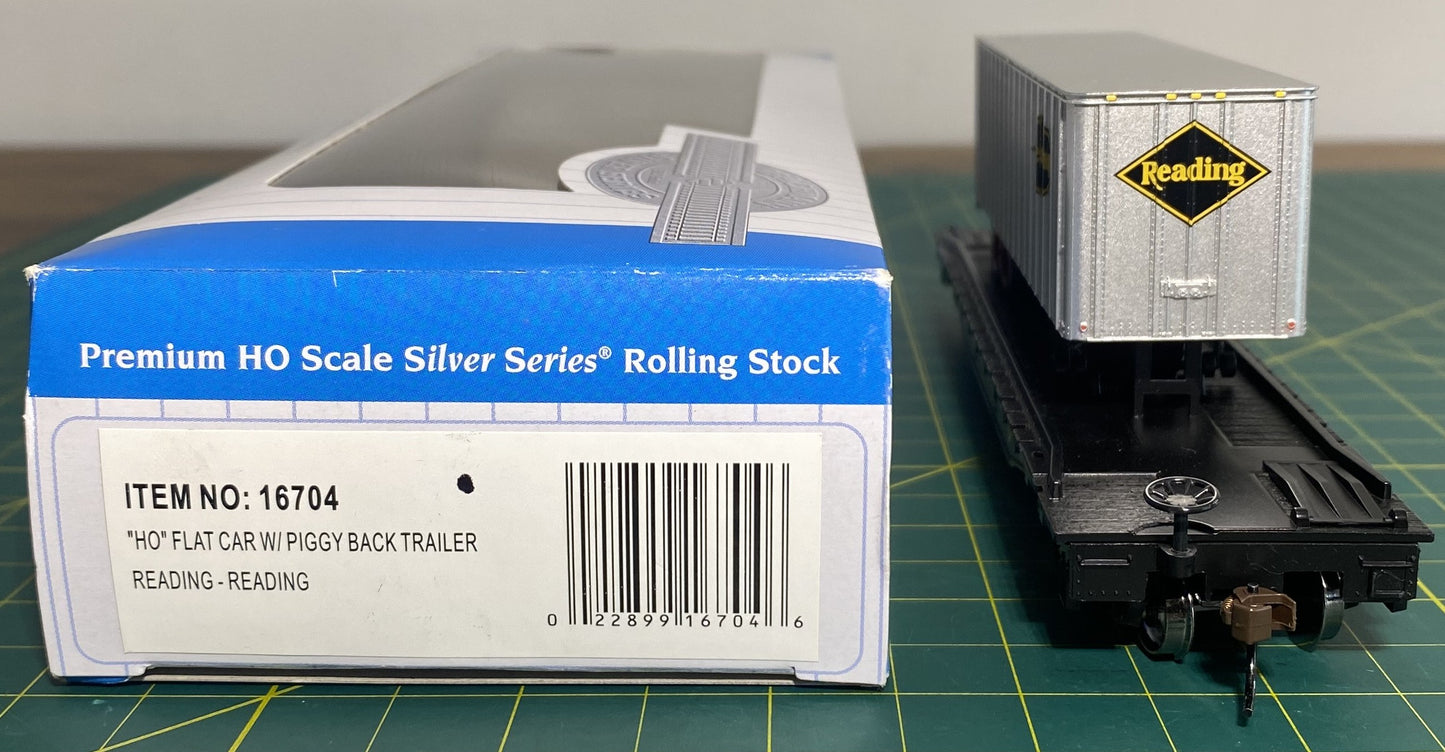 Premium HO Scale Silver Series® Rolling Stock
ITEM NO: 16704
"HO" FLAT CAR W/ PIGGY BACK TRAILER
READING - READING
0 22899 16704 6
Reading